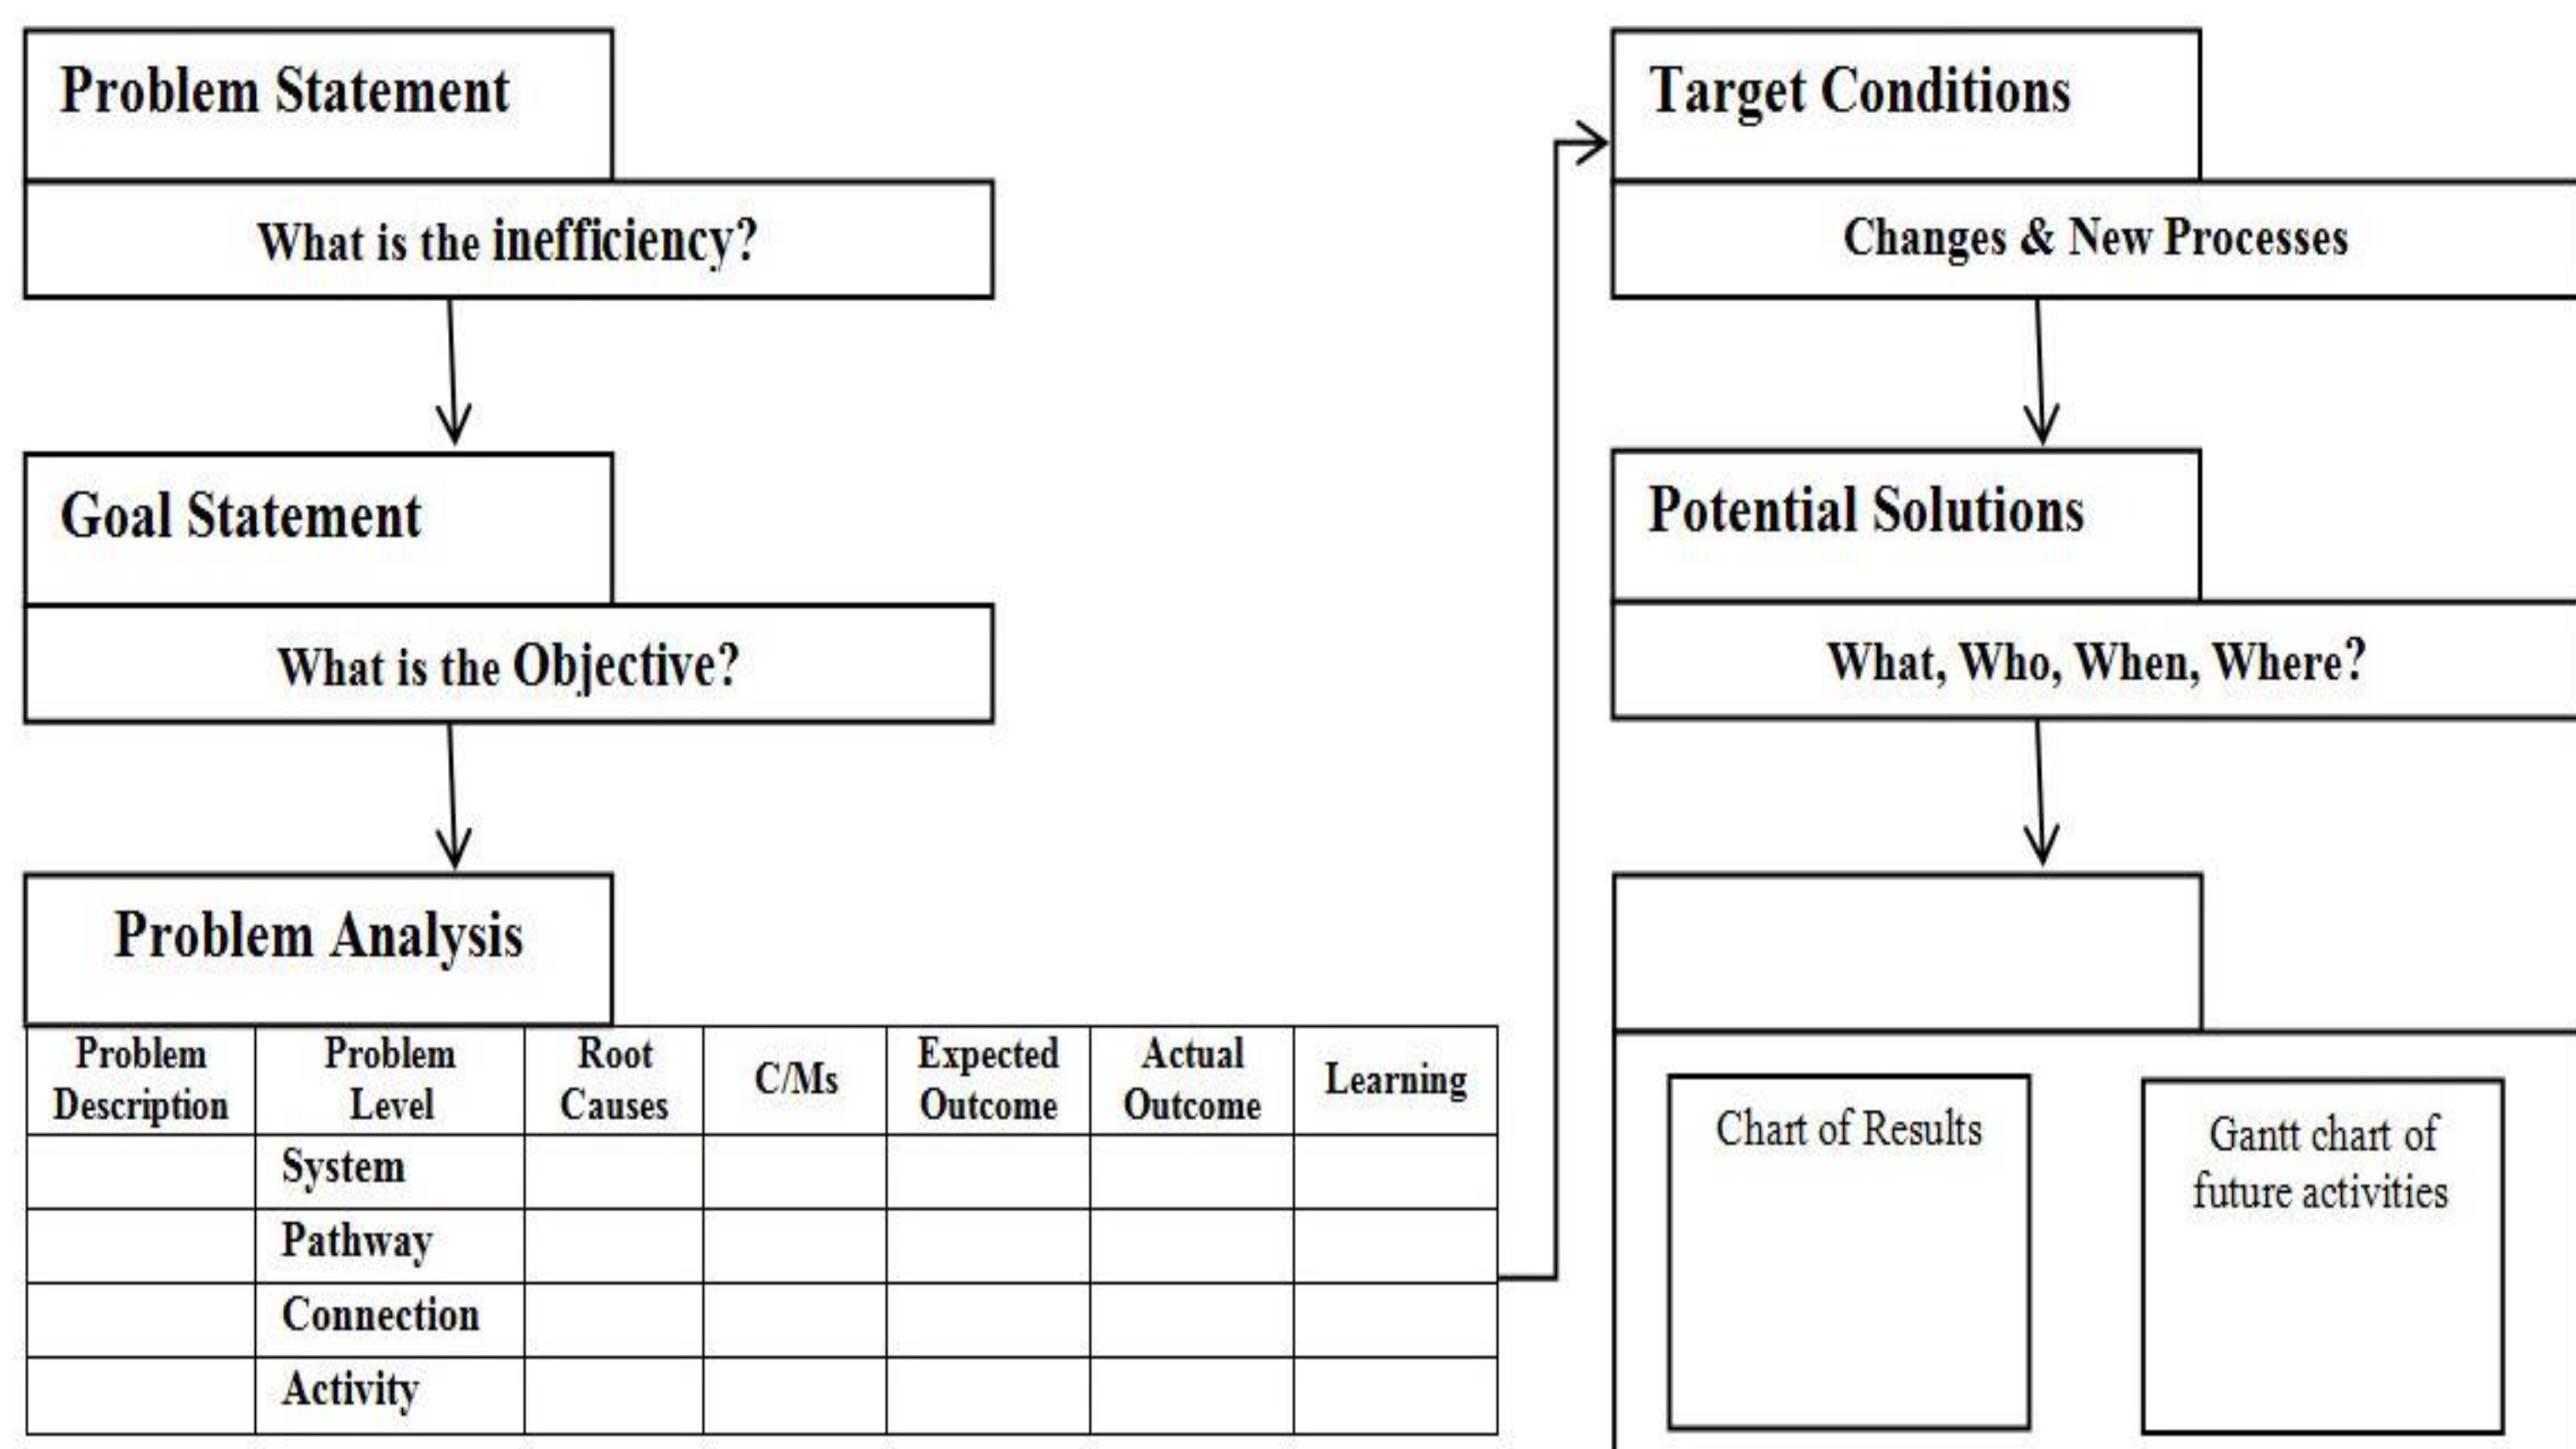 Problem Statement
What is the inefficiency?
Goal Statement
What is the Objective?
Problem Analysis
Problem
Description
Problem
Level
Root
Causes
C/Ms
Expected
Outcome
Actual
Outcome
Learning
System
Pathway
Connection
Activity
Target Conditions
Changes & New Processes
Potential Solutions
What, Who, When, Where?
Chart of Results
Gantt chart of
future activities